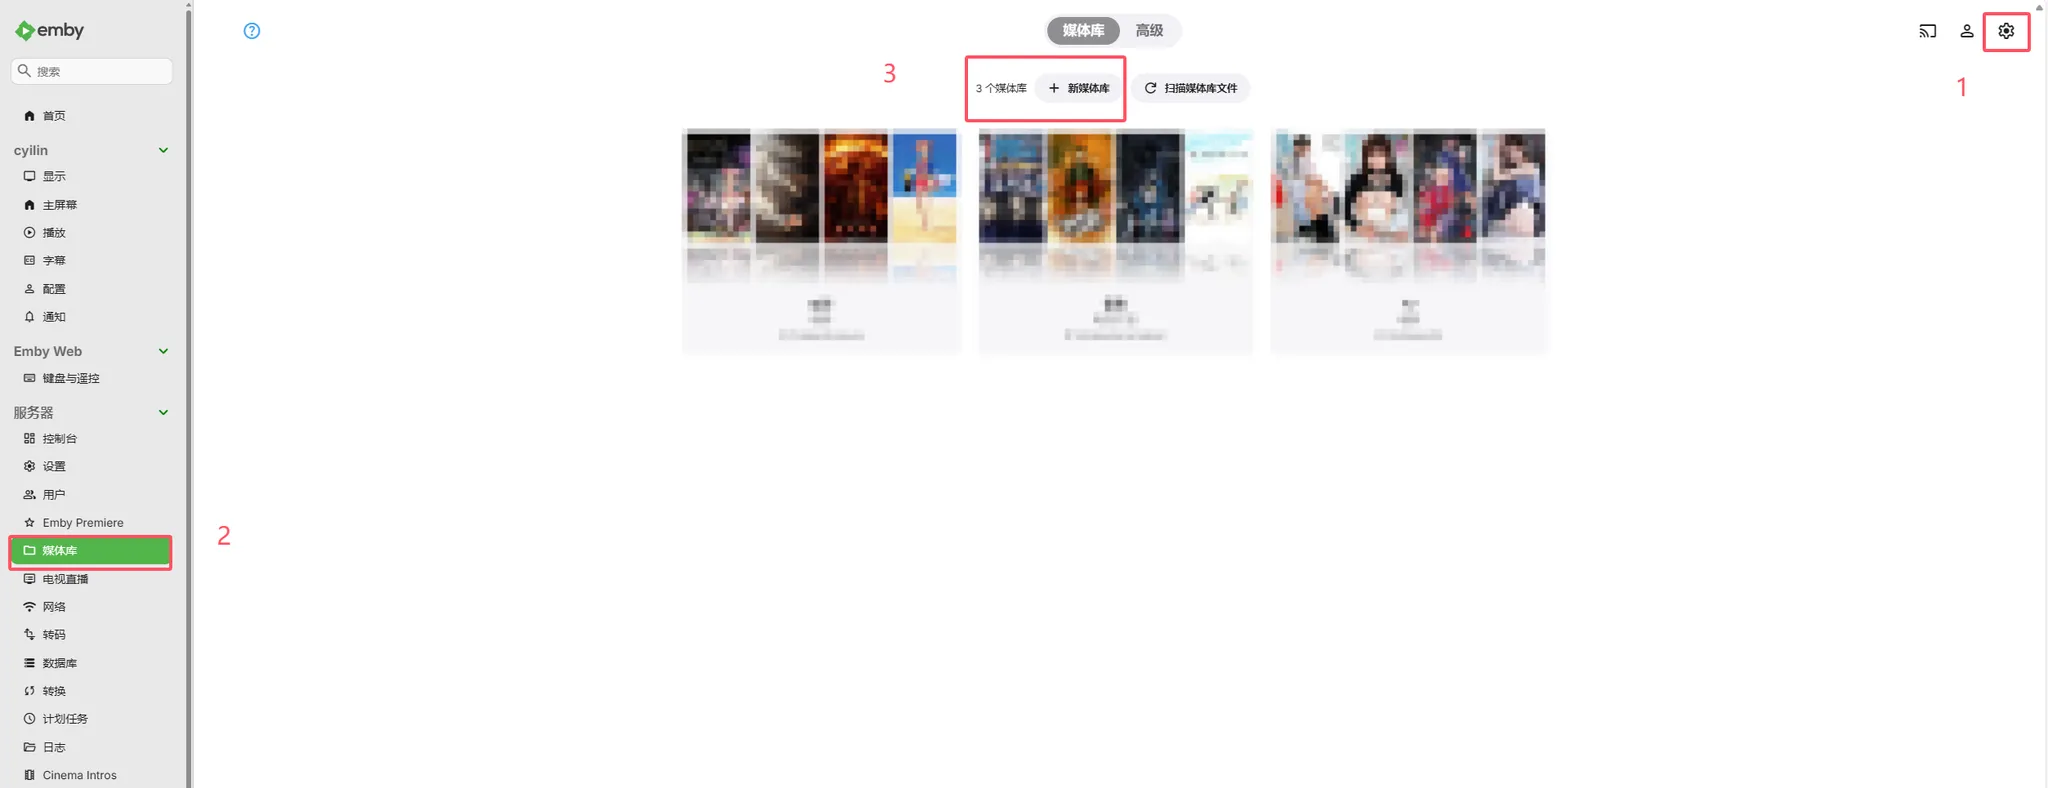 emby
搜索
首页
cyilin
显示
主屏幕
播放
字幕
配置
通知
Emby Web
键盘与遥控
服务器
控制台
设置
用户
Emby Premiere
媒体库
电视直播
网络
转码
数据库
转换
计划任务
日志
Cinema Intros
媒体库 高级
3 个媒体库 + 新媒体库 扫描媒体库文件
1
2
3